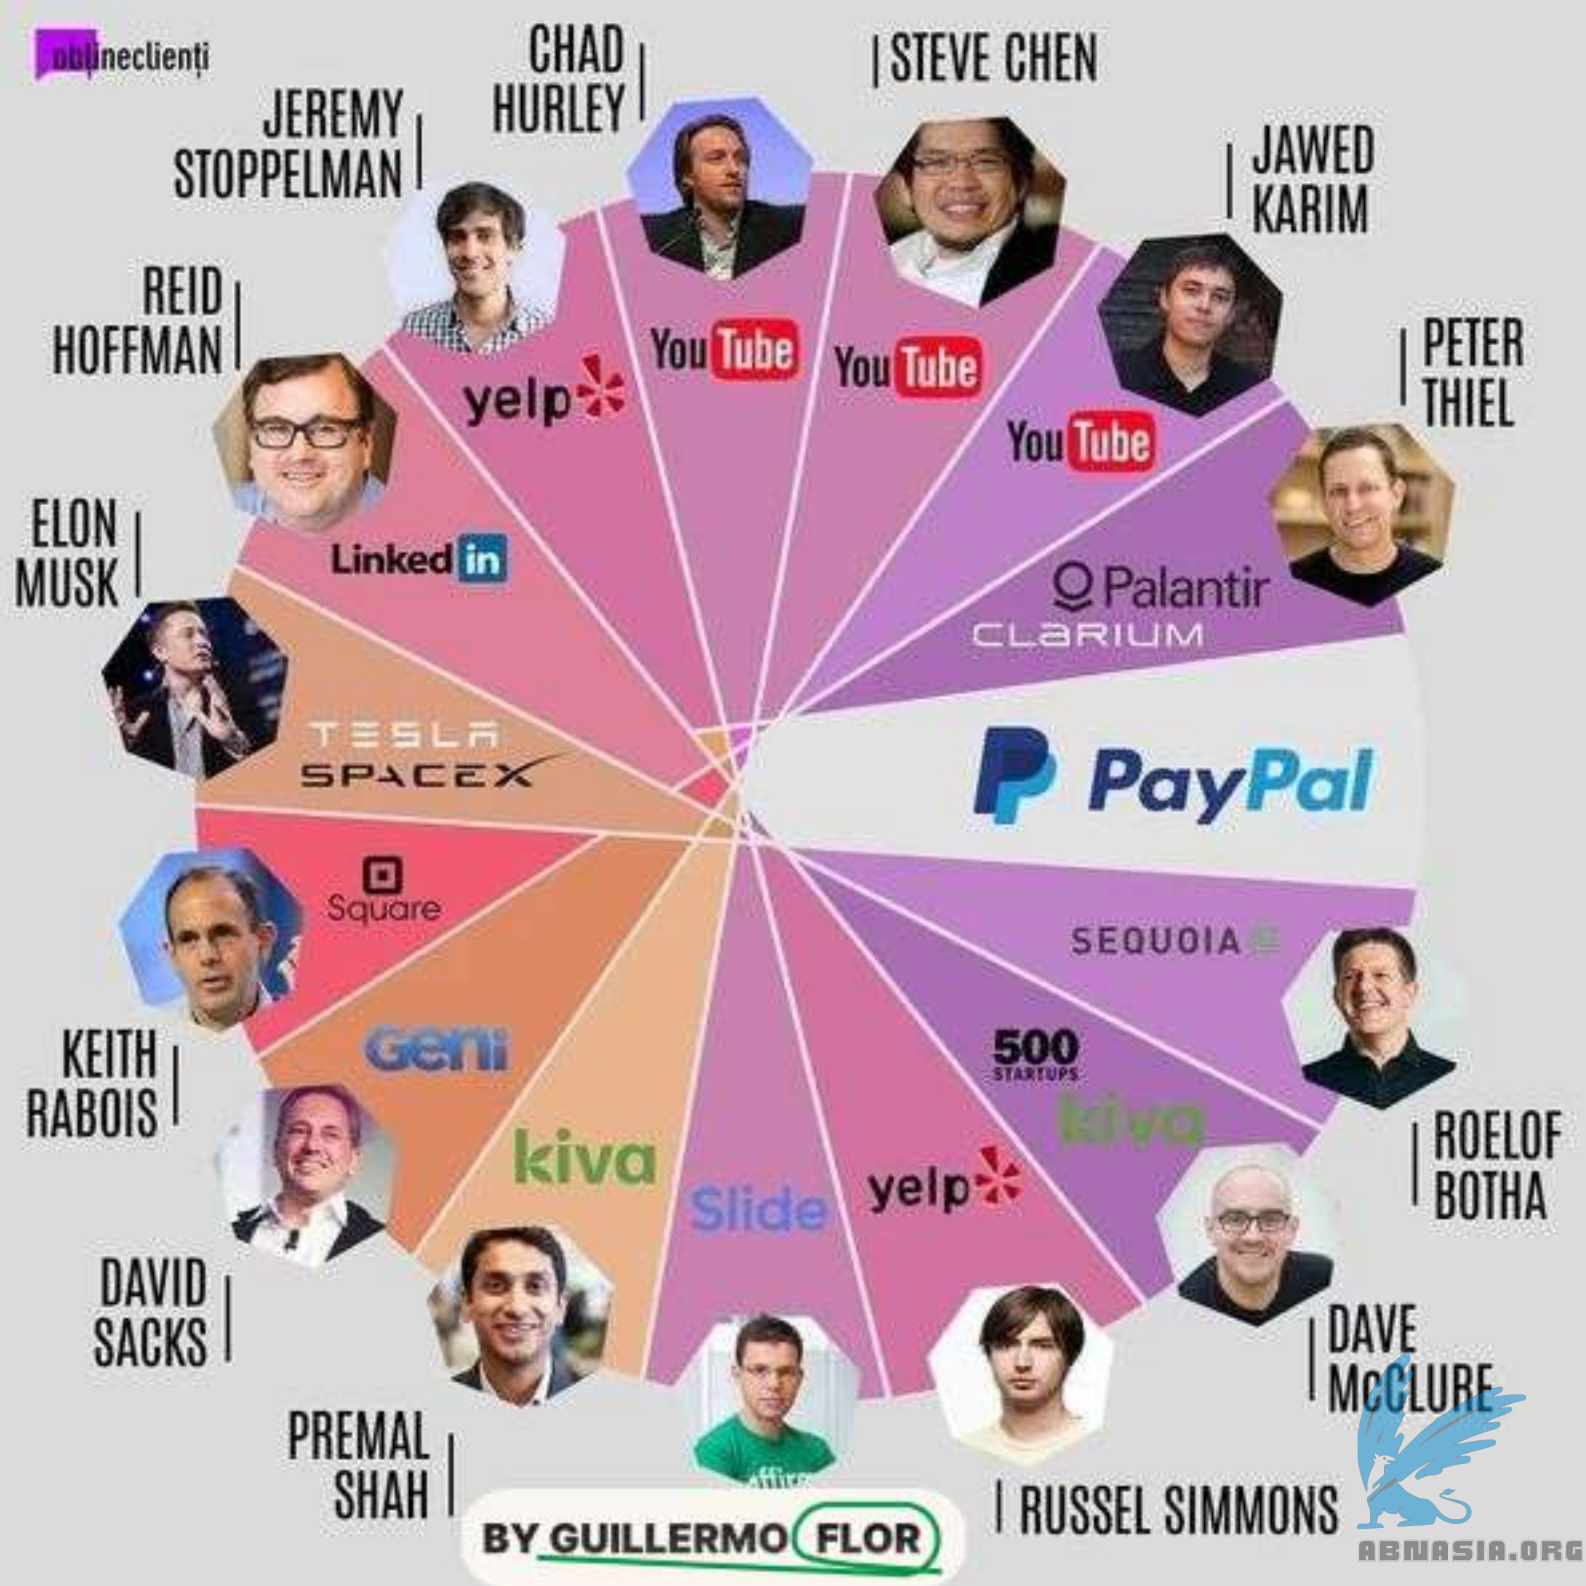 obțineclienți
CHAD
HURLEY
STEVE CHEN
JEREMY
STOPPELMAN
JAWED
KARIM
REID
HOFFMAN
PETER
THIEL
YouTube
YouTube
yelp
YouTube
ELON
MUSK
Linkedin
Palantir
CLARIUM
TESLA
SPACEX
PayPal
Square
SEQUOIA
KEITH
RABOIS
Geni
500
STARTUPS
kiva
kiva
Slide
yelp
ROELOF
BOTHA
DAVID
SACKS
DAVE
McCLURE
PREMAL
SHAH
affirm
RUSSEL SIMMONS
BY GUILLERMO FLOR
ABNASIA.ORG